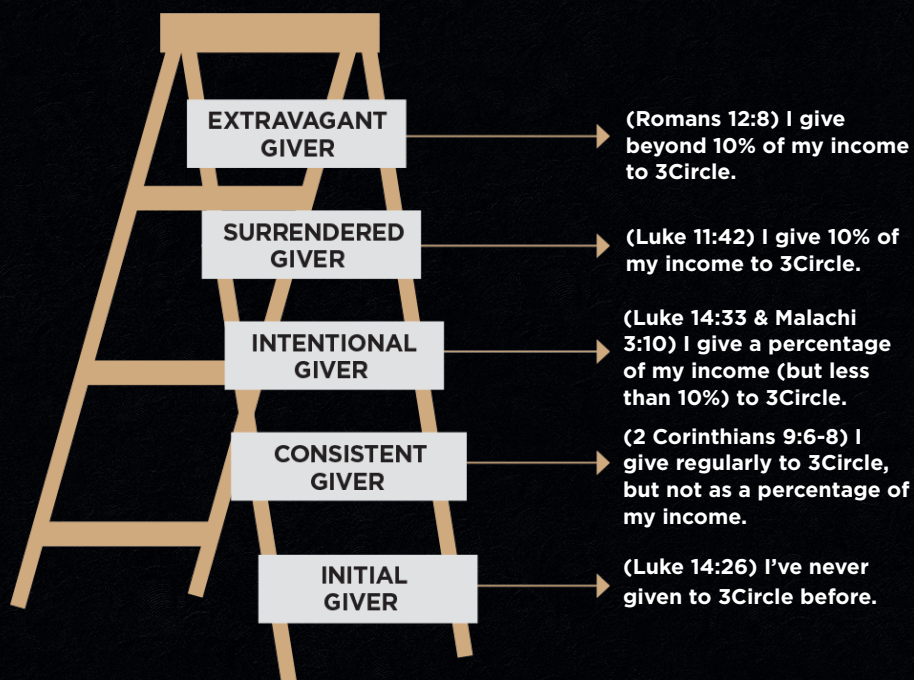 EXTRAVAGANT
GIVER
(Romans 12:8) I give
beyond 10% of my income
to 3Circle.
SURRENDERED
GIVER
(Luke 11:42) I give 10% of
my income to 3Circle.
INTENTIONAL
GIVER
(Luke 14:33 & Malachi
3:10) I give a percentage
of my income (but less
than 10%) to 3Circle.
CONSISTENT
GIVER
(2 Corinthians 9:6-8) I
give regularly to 3Circle,
but not as a percentage of
my income.
INITIAL
GIVER
(Luke 14:26) I’ve never
given to 3Circle before.